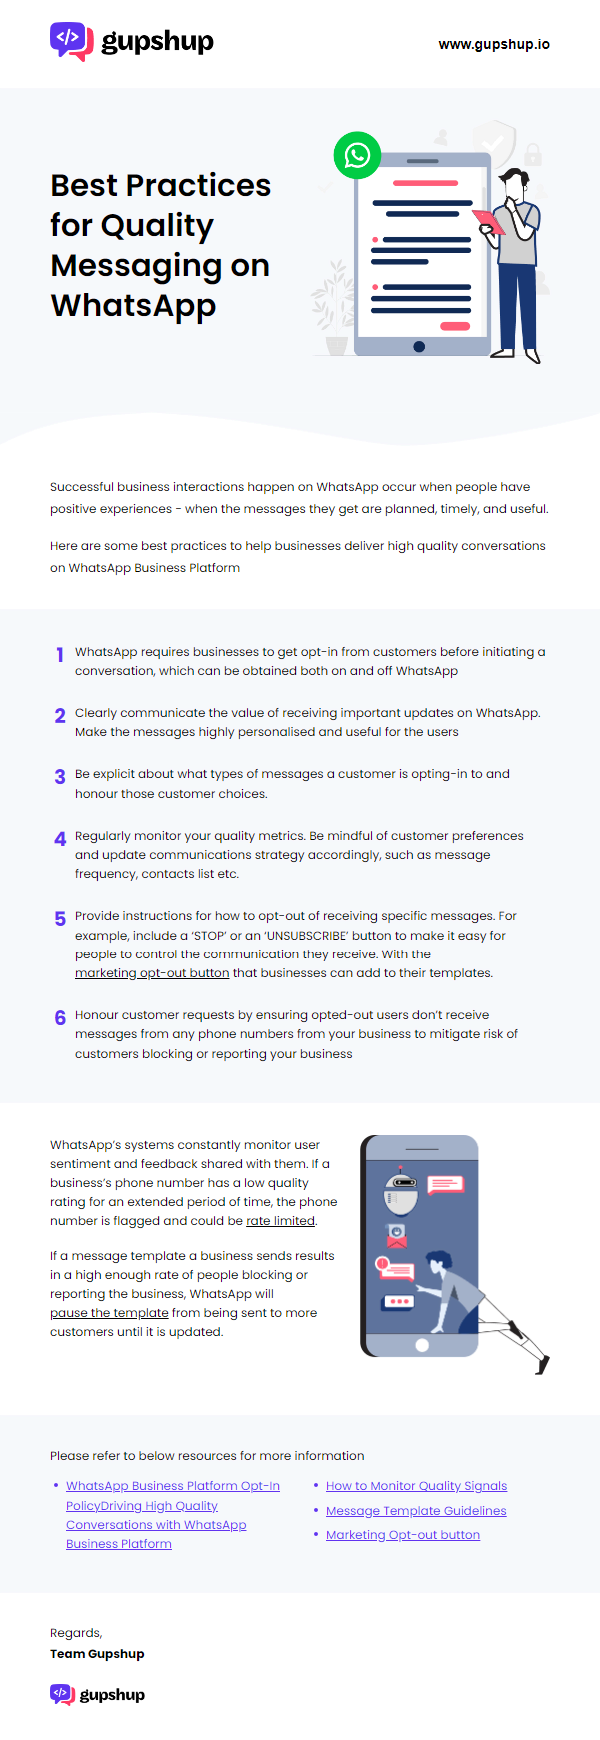 gupshup
www.gupshup.io
Best Practices
for Quality
Messaging on
WhatsApp
Successful business interactions happen on WhatsApp occur when people have
positive experiences - when the messages they get are planned, timely, and useful.
Here are some best practices to help businesses deliver high quality conversations
on WhatsApp Business Platform
1 WhatsApp requires businesses to get opt-in from customers before initiating a
conversation, which can be obtained both on and off WhatsApp
2 Clearly communicate the value of receiving important updates on WhatsApp.
Make the messages highly personalised and useful for the users
3 Be explicit about what types of messages a customer is opting-in to and
honour those customer choices.
4 Regularly monitor your quality metrics. Be mindful of customer preferences
and update communications strategy accordingly, such as message
frequency, contacts list etc.
5 Provide instructions for how to opt-out of receiving specific messages. For
example, include a ‘STOP’ or an ‘UNSUBSCRIBE’ button to make it easy for
people to control the communication they receive. With the
marketing opt-out button that businesses can add to their templates.
6 Honour customer requests by ensuring opted-out users don’t receive
messages from any phone numbers from your business to mitigate risk of
customers blocking or reporting your business
WhatsApp’s systems constantly monitor user
sentiment and feedback shared with them. If a
business’s phone number has a low quality
rating for an extended period of time, the phone
number is flagged and could be rate limited.
If a message template a business sends results
in a high enough rate of people blocking or
reporting the business, WhatsApp will
pause the template from being sent to more
customers until it is updated.
Please refer to below resources for more information
• WhatsApp Business Platform Opt-In
PolicyDriving High Quality
Conversations with WhatsApp
Business Platform
• How to Monitor Quality Signals
• Message Template Guidelines
• Marketing Opt-out button
Regards,
Team Gupshup
gupshup